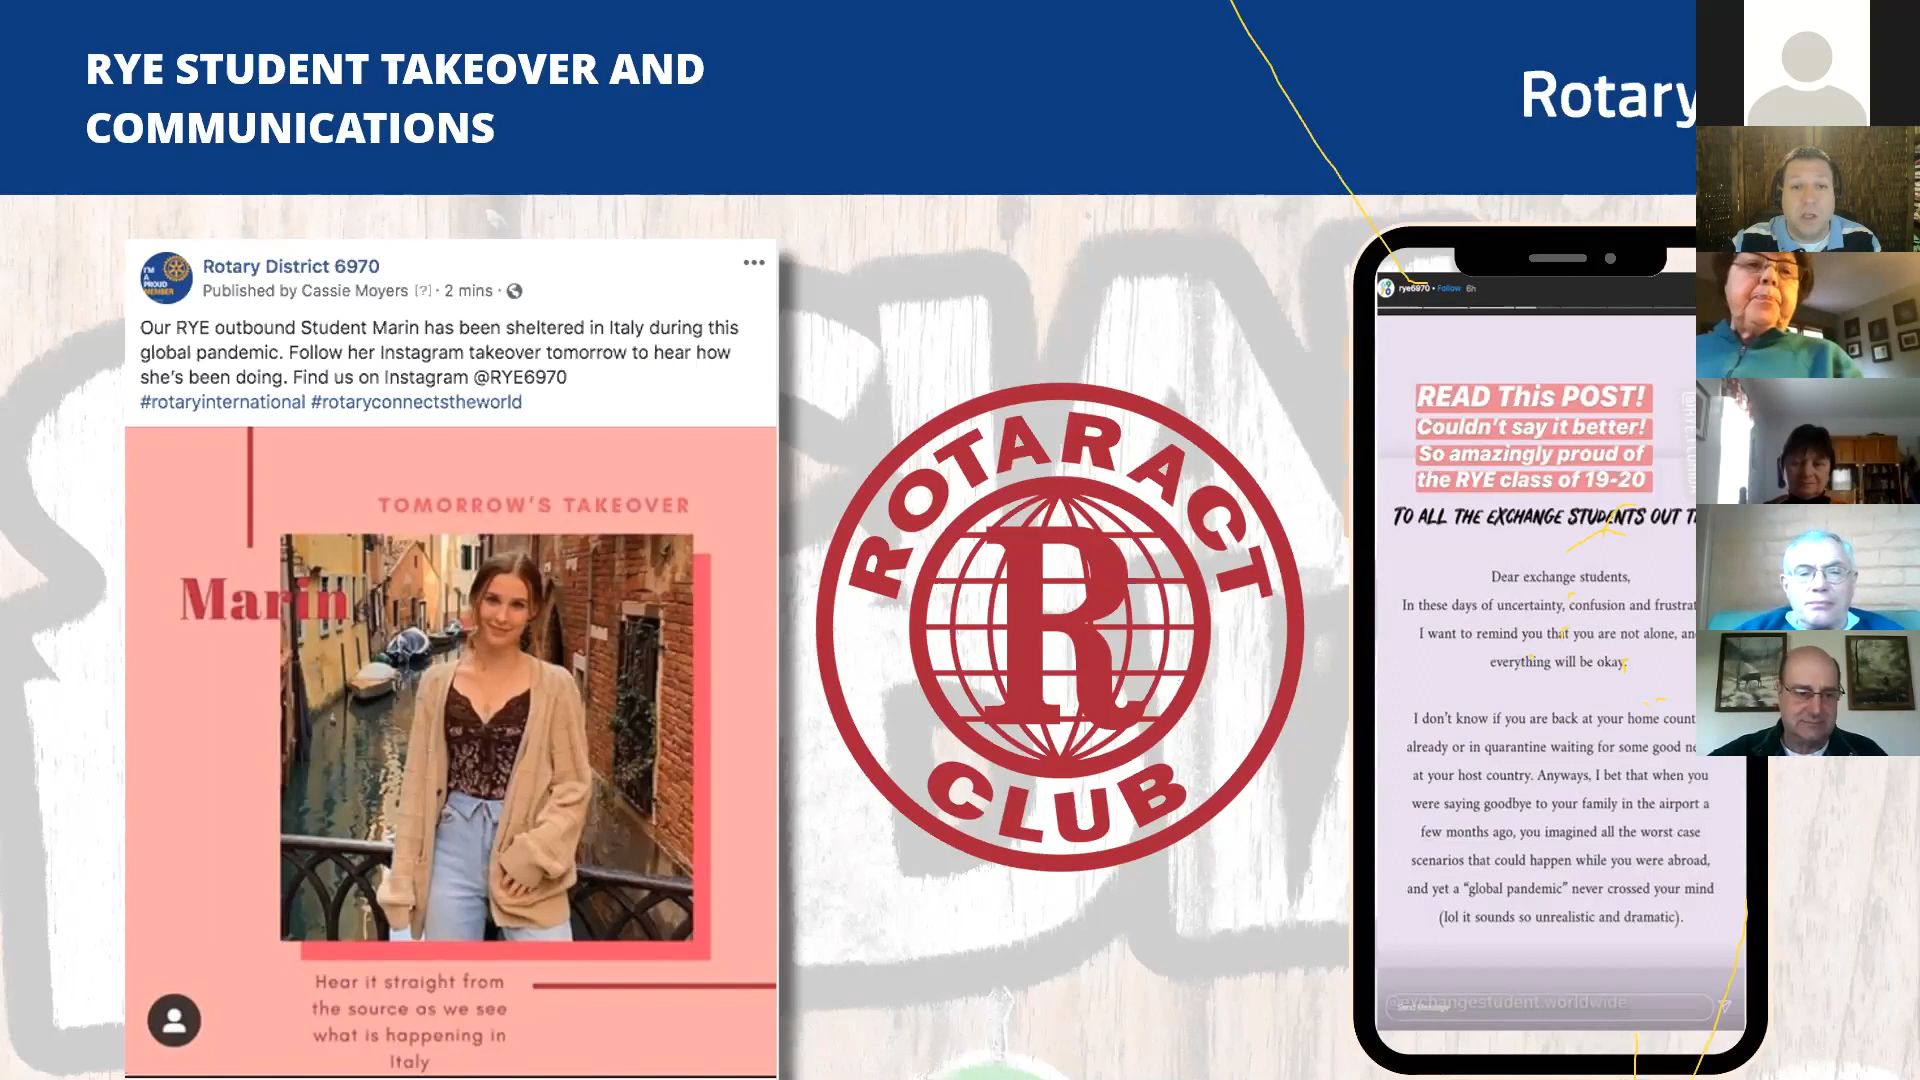 RYE STUDENT TAKEOVER AND
COMMUNICATIONS
Rotary
I'M
A
PROUD
MEMBER
Rotary District 6970
Published by Cassie Moyers [?] · 2 mins ·
Our RYE outbound Student Marin has been sheltered in Italy during this
global pandemic. Follow her Instagram takeover tomorrow to hear how
she's been doing. Find us on Instagram @RYE6970
#rotaryinternational #rotaryconnectstheworld
TOMORROW'S TAKEOVER
Marin
Hear it straight from
the source as we see
what is happening in
Italy
ROTARACT
R
CLUB
rye6970 • Follow 6h
READ This POST!
Couldn't say it better!
So amazingly proud of
the RYE class of 19-20
TO ALL THE EXCHANGE STUDENTS OUT
Dear exchange students,
In these days of uncertainty, confusion and
I want to remind you that you are not alone,
everything will be okay.
I don't know if you are back at your home
already or in quarantine waiting for some good
at your host country. Anyways, I bet that when you
were saying goodbye to your family in the airport a
few months ago, you imagined all the worst case
scenarios that could happen while you were abroad,
and yet a “global pandemic” never crossed your mind
(lol it sounds so unrealistic and dramatic).
@exchangestudent.worldwide
Send Message